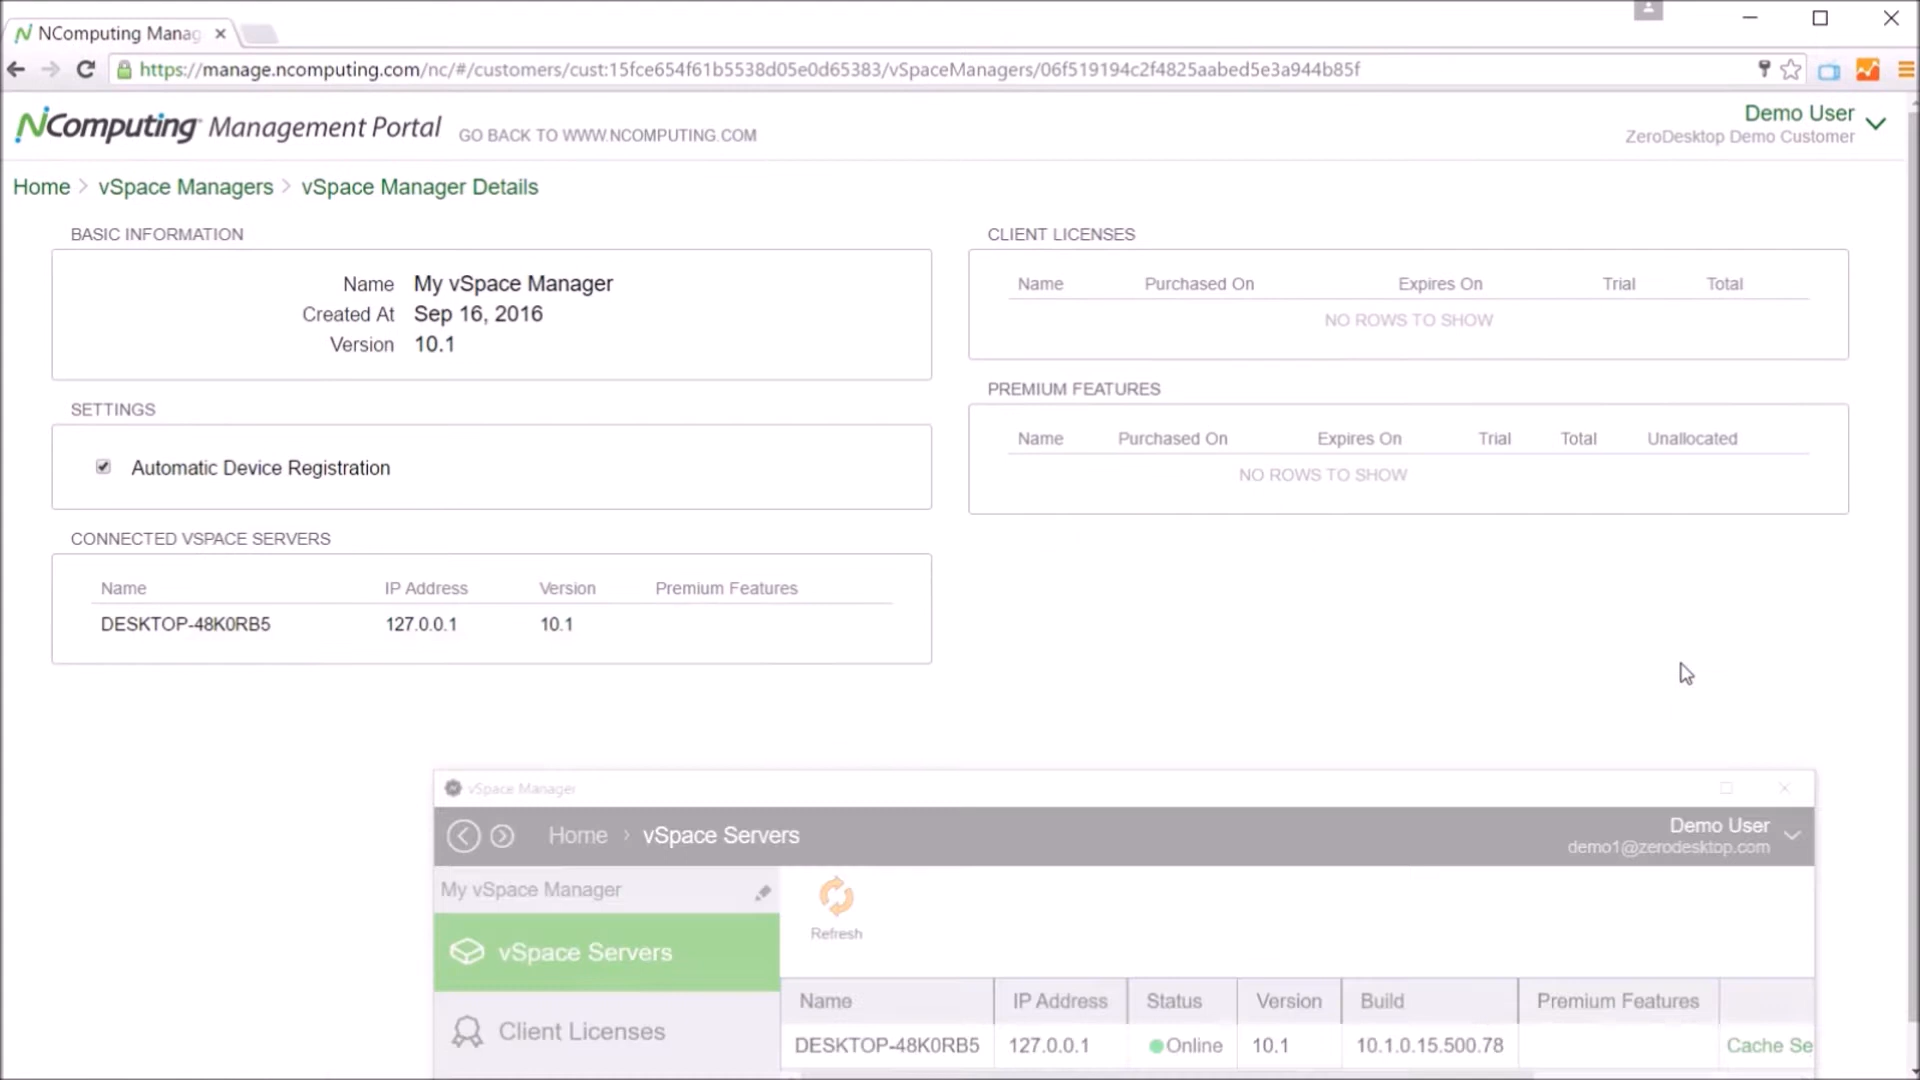 NComputing Manag
https://manage.ncomputing.com/nc/#/customers/cust:15fce654f61b5538d05e0d65383/vSpaceManagers/06f519194c2f4825aabed5e3a944b85f
NComputing Management Portal GO BACK TO WWW.NCOMPUTING.COM
Demo User
ZeroDesktop Demo Customer
Home > vSpace Managers > vSpace Manager Details
BASIC INFORMATION
Name My vSpace Manager
Created At Sep 16, 2016
Version 10.1
SETTINGS
Automatic Device Registration
CONNECTED VSPACE SERVERS
Name IP Address Version Premium Features
DESKTOP-48K0RB5 127.0.0.1 10.1
CLIENT LICENSES
Name Purchased On Expires On Trial Total
NO ROWS TO SHOW
PREMIUM FEATURES
Name Purchased On Expires On Trial Total Unallocated
NO ROWS TO SHOW
vSpace Manager
Home > vSpace Servers
Demo User
demo1@zerodesktop.com
My vSpace Manager
vSpace Servers
Client Licenses
Refresh
Name IP Address Status Version Build Premium Features
DESKTOP-48K0RB5 127.0.0.1 Online 10.1 10.1.0.15.500.78 Cache Se